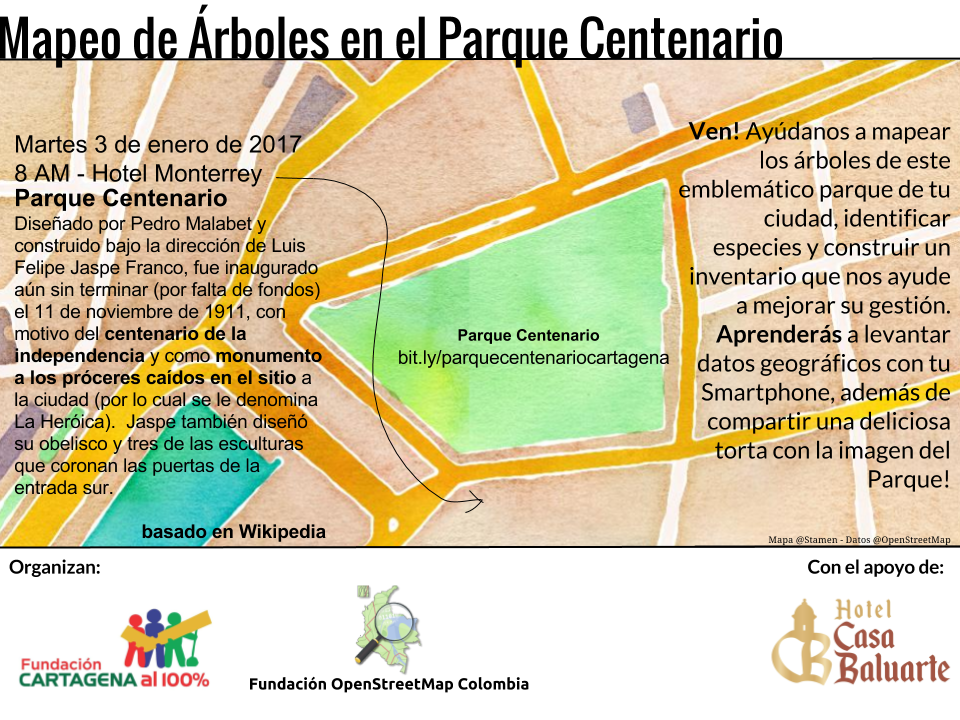 Mapeo de Árboles en el Parque Centenario
Martes 3 de enero de 2017
8 AM - Hotel Monterrey
Parque Centenario
Diseñado por Pedro Malabet y
construido bajo la dirección de Luis
Felipe Jaspe Franco, fue inaugurado
aún sin terminar (por falta de fondos)
el 11 de noviembre de 1911, con
motivo del centenario de la
independencia y como monumento
a los próceres caídos en el sitio a
la ciudad (por lo cual se le denomina
La Heróica).  Jaspe también diseñó
su obelisco y tres de las esculturas
que coronan las puertas de la
entrada sur.
basado en Wikipedia
Parque Centenario
bit.ly/parquecentenariocartagena
Ven! Ayúdanos a mapear
los árboles de este
emblemático parque de tu
ciudad, identificar
especies y construir un
inventario que nos ayude
a mejorar su gestión.
Aprenderás a levantar
datos geográficos con tu
Smartphone, además de
compartir una deliciosa
torta con la imagen del
Parque!
Mapa @Stamen - Datos @OpenStreetMap
Organizan:
Con el apoyo de:
Fundación
CARTAGENA al 100%
Fundación OpenStreetMap Colombia
Hotel
Casa
Baluarte